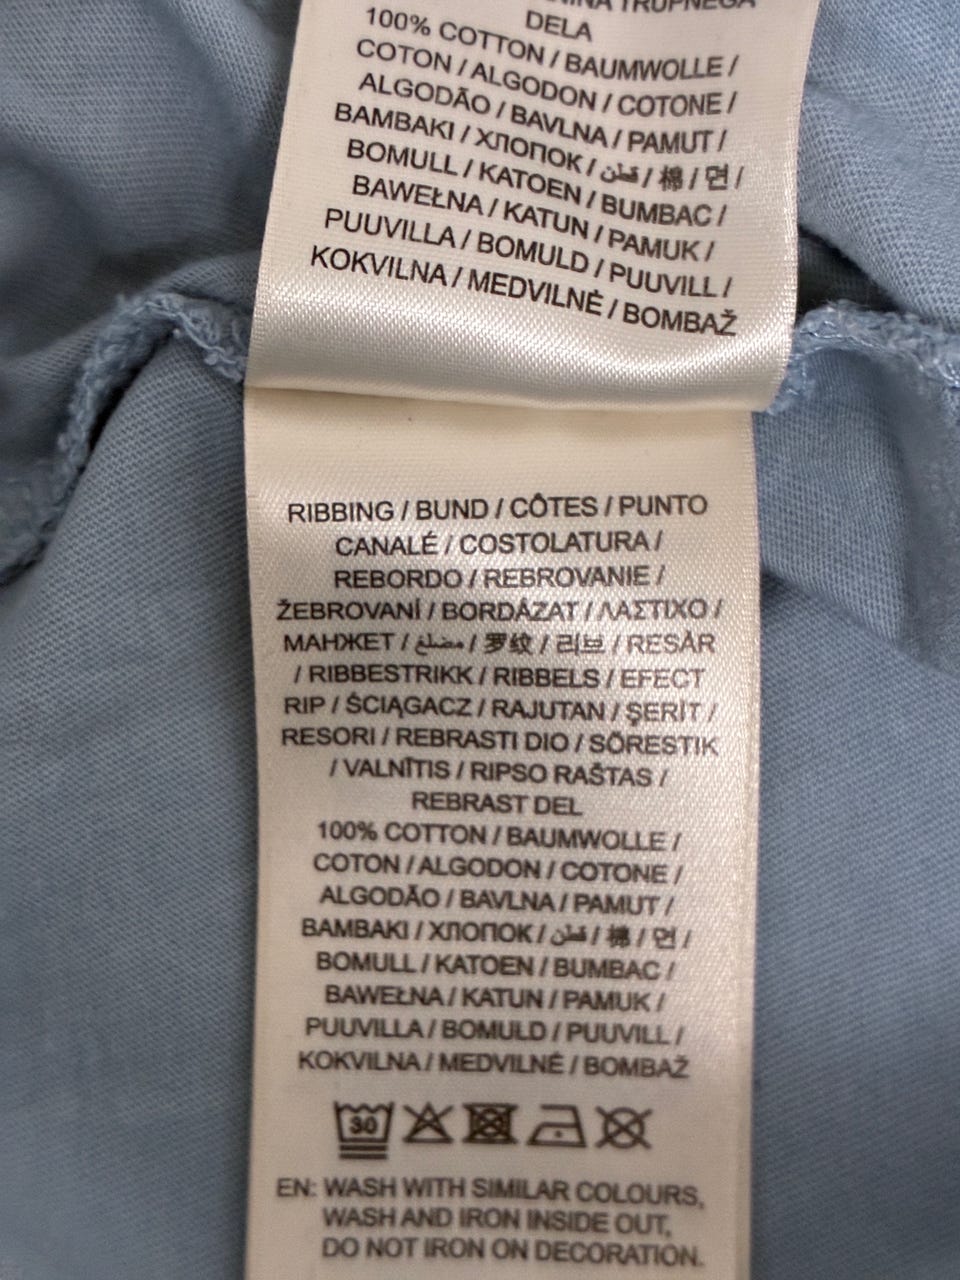 TRUPNEGA
DELA
100% COTTON / BAUMWOLLE /
COTON / ALGODON / COTONE /
ALGODÃO / BAVLNA / PAMUT /
BAMBAKI / ХЛОПОК / قطن / 棉 / 면 /
BOMULL / KATOEN / BUMBAC /
BAWEŁNA / KATUN / PAMUK /
PUUVILLA / BOMULD / PUUVILL /
KOKVILNA / MEDVILNĖ / BOMBAŽ
RIBBING / BUND / CÔTES / PUNTO
CANALÉ / COSTOLATURA /
REBORDO / REBROVANIE /
ŽEBROVANÍ / BORDÁZAT / ΛΑΣΤΙΧΟ /
МАНЖЕТ / مضلع / 罗纹 / 리브 / RESÅR
/ RIBBESTRIKK / RIBBELS / EFECT
RIP / ŚCIĄGACZ / RAJUTAN / ŞERİT /
RESORI / REBRASTI DIO / SÕRESTIK
/ VALNĪTIS / RIPSO RAŠTAS /
REBRAST DEL
100% COTTON / BAUMWOLLE /
COTON / ALGODON / COTONE /
ALGODÃO / BAVLNA / PAMUT /
BAMBAKI / ХЛОПОК / قطن / 棉 / 면 /
BOMULL / KATOEN / BUMBAC /
BAWEŁNA / KATUN / PAMUK /
PUUVILLA / BOMULD / PUUVILL /
KOKVILNA / MEDVILNĖ / BOMBAŽ
30
EN: WASH WITH SIMILAR COLOURS,
WASH AND IRON INSIDE OUT,
DO NOT IRON ON DECORATION.